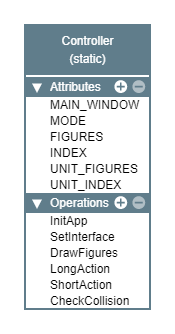 Controller
(static)
Attributes
MAIN_WINDOW
MODE
FIGURES
INDEX
UNIT_FIGURES
UNIT_INDEX
Operations
InitApp
SetInterface
DrawFigures
LongAction
ShortAction
CheckCollision